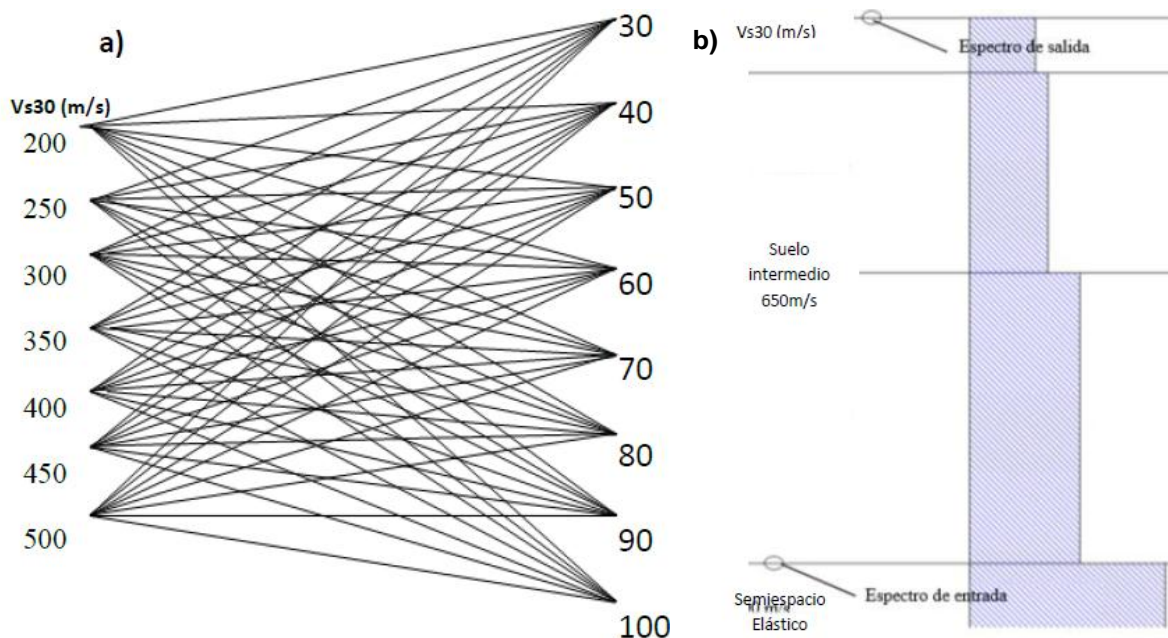 a)
Vs30 (m/s)
200
250
300
350
400
450
500
30
40
50
60
70
80
90
100
b)
Vs30 (m/s)
Espectro de salida
Suelo
intermedio
650m/s
Espectro de entrada
Semiespacio
Elástico